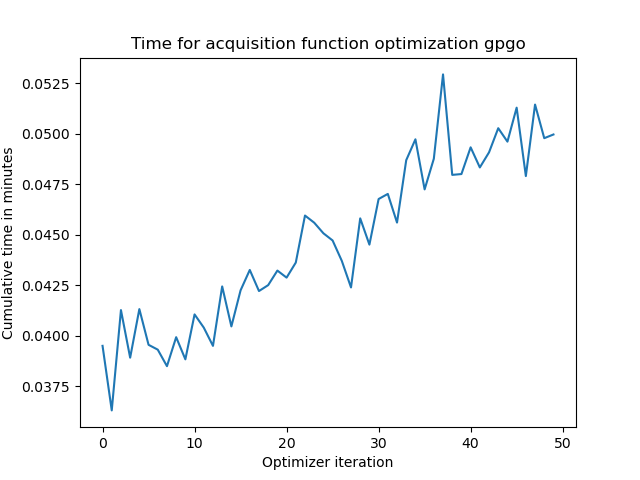 Time for acquisition function optimization gpgo
Cumulative time in minutes
0.0525
0.0500
0.0475
0.0450
0.0425
0.0400
0.0375
0 10 20 30 40 50
Optimizer iteration